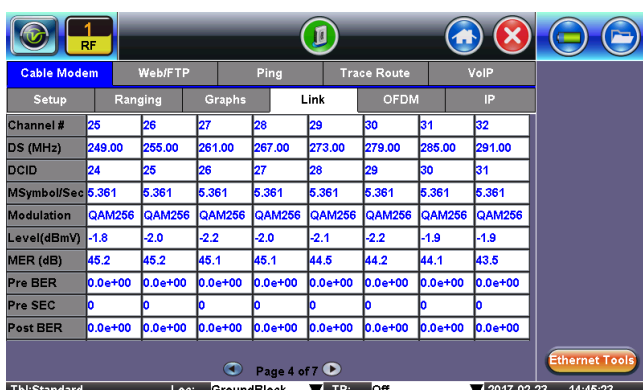 1
RF
Cable Modem Web/FTP Ping Trace Route VoIP
Setup Ranging Graphs Link OFDM IP
Channel # 25 26 27 28 29 30 31 32
DS (MHz) 249.00 255.00 261.00 267.00 273.00 279.00 285.00 291.00
DCID 24 25 26 27 28 29 30 31
MSymbol/Sec 5.361 5.361 5.361 5.361 5.361 5.361 5.361 5.361
Modulation QAM256 QAM256 QAM256 QAM256 QAM256 QAM256 QAM256 QAM256
Level(dBmV) -1.8 -2.0 -2.2 -2.0 -2.1 -2.2 -1.9 -1.9
MER (dB) 45.2 45.2 45.1 45.1 44.5 44.2 44.1 43.5
Pre BER 0.0e+00 0.0e+00 0.0e+00 0.0e+00 0.0e+00 0.0e+00 0.0e+00 0.0e+00
Pre SEC 0 0 0 0 0 0 0 0
Post BER 0.0e+00 0.0e+00 0.0e+00 0.0e+00 0.0e+00 0.0e+00 0.0e+00 0.0e+00
Page 4 of 7
Ethernet Tools
Tbl:Standard Loc: GroundBlock TP: Off 2017-02-23 14:45:23